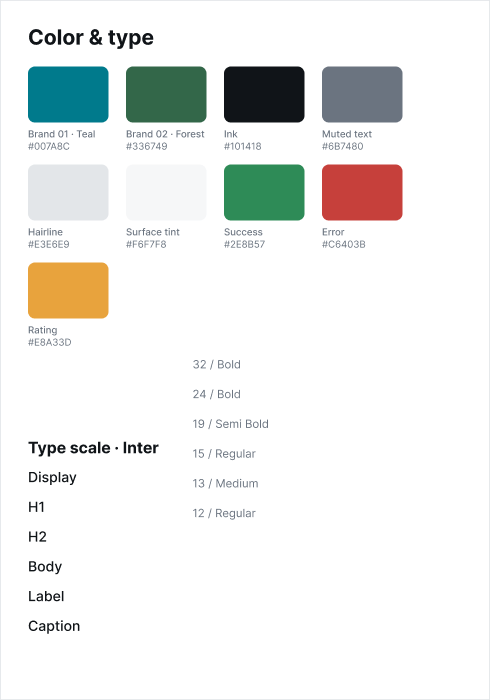 Color & type
Brand 01 · Teal
#007A8C
Brand 02 · Forest
#336749
Ink
#101418
Muted text
#6B7480
Hairline
#E3E6E9
Surface tint
#F6F7F8
Success
#2E8B57
Error
#C6403B
Rating
#E8A33D
32 / Bold
24 / Bold
19 / Semi Bold
15 / Regular
13 / Medium
12 / Regular
Type scale · Inter
Display
H1
H2
Body
Label
Caption